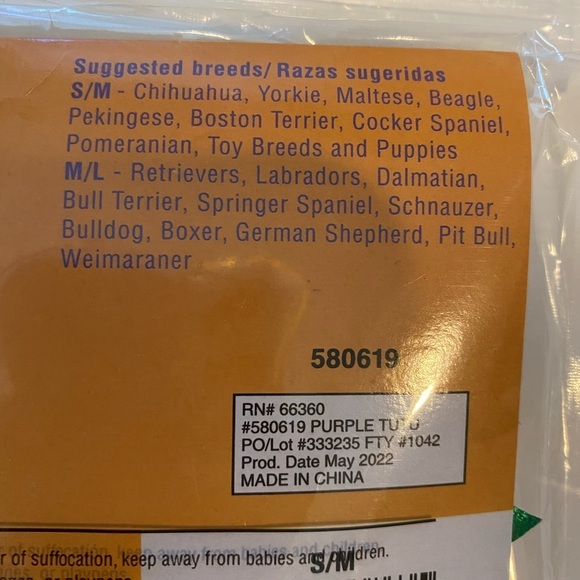 Suggested breeds/ Razas sugeridas
S/M - Chihuahua, Yorkie, Maltese, Beagle,
Pekingese, Boston Terrier, Cocker Spaniel,
Pomeranian, Toy Breeds and Puppies
M/L - Retrievers, Labradors, Dalmatian,
Bull Terrier, Springer Spaniel, Schnauzer,
Bulldog, Boxer, German Shepherd, Pit Bull,
Weimaraner
580619
RN# 66360
#580619 PURPLE TUTU
PO/Lot #333235 FTY #1042
Prod. Date May 2022
MADE IN CHINA
r of suffocation, keep away from babies and children.
S/M